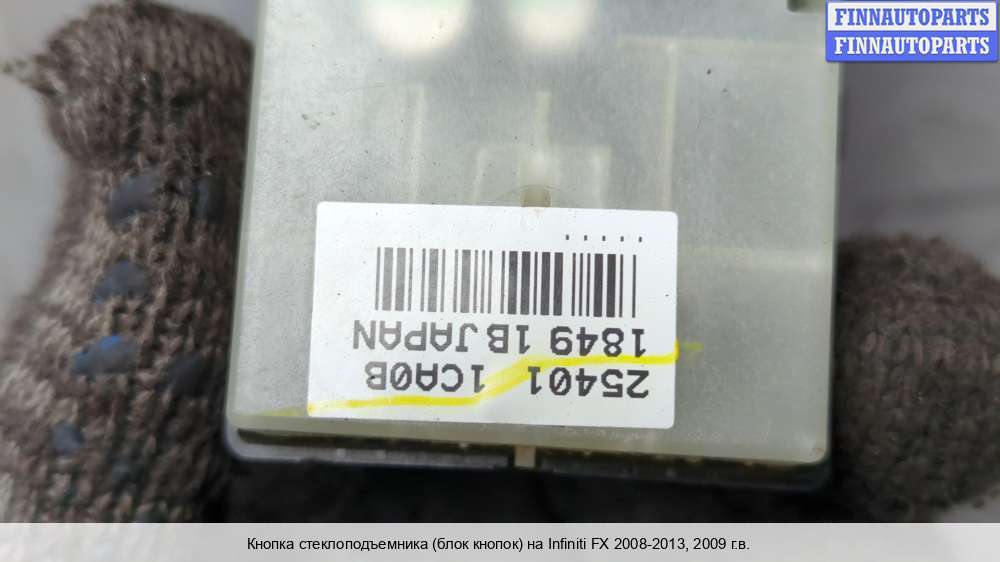 FINNAUTOPARTS
FINNAUTOPARTS
25401 1CA0B
1849 1B JAPAN
Кнопка стеклоподъемника (блок кнопок) на Infiniti FX 2008-2013, 2009 г.в.